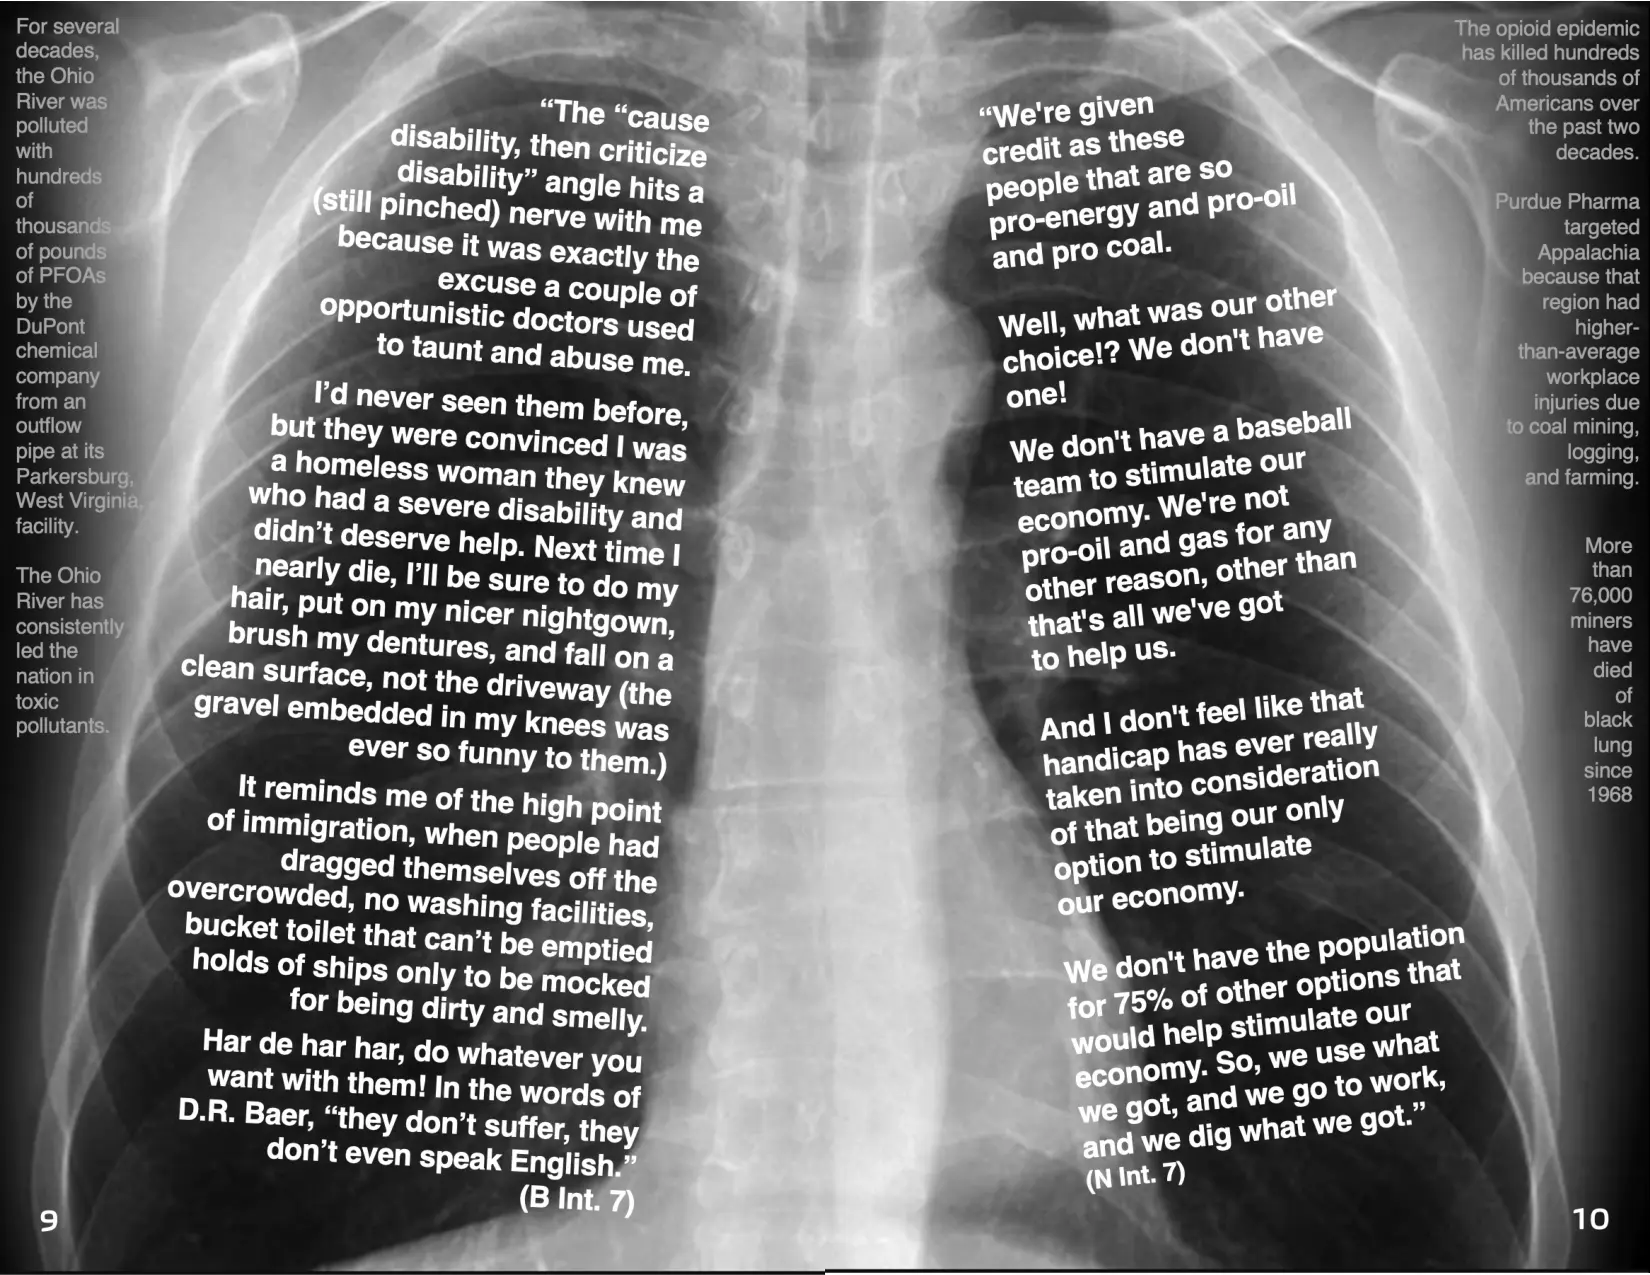 For several
decades,
the Ohio
River was
polluted
with
hundreds
of
thousands
of pounds
of PFOAs
by the
DuPont
chemical
company
from an
outflow
pipe at its
Parkersburg,
West Virginia,
facility.
The Ohio
River has
consistently
led the
nation in
toxic
pollutants.
“The “cause
disability, then criticize
disability” angle hits a
(still pinched) nerve with me
because it was exactly the
excuse a couple of
opportunistic doctors used
to taunt and abuse me.
I’d never seen them before,
but they were convinced I was
a homeless woman they knew
who had a severe disability and
didn’t deserve help. Next time I
nearly die, I’ll be sure to do my
hair, put on my nicer nightgown,
brush my dentures, and fall on a
clean surface, not the driveway (the
gravel embedded in my knees was
ever so funny to them.)
It reminds me of the high point
of immigration, when people had
dragged themselves off the
overcrowded, no washing facilities,
bucket toilet that can’t be emptied
holds of ships only to be mocked
for being dirty and smelly.
Har de har har, do whatever you
want with them! In the words of
D.R. Baer, “they don’t suffer, they
don’t even speak English.”
(B Int. 7)
9
“We're given
credit as these
people that are so
pro-energy and pro-oil
and pro coal.
Well, what was our other
choice!? We don't have
one!
We don't have a baseball
team to stimulate our
economy. We're not
pro-oil and gas for any
other reason, other than
that's all we've got
to help us.
And I don't feel like that
handicap has ever really
taken into consideration
of that being our only
option to stimulate
our economy.
We don't have the population
for 75% of other options that
would help stimulate our
economy. So, we use what
we got, and we go to work,
and we dig what we got.”
(N Int. 7)
The opioid epidemic
has killed hundreds
of thousands of
Americans over
the past two
decades.
Purdue Pharma
targeted
Appalachia
because that
region had
higher-
than-average
workplace
injuries due
to coal mining,
logging,
and farming.
More
than
76,000
miners
have
died
of
black
lung
since
1968
10